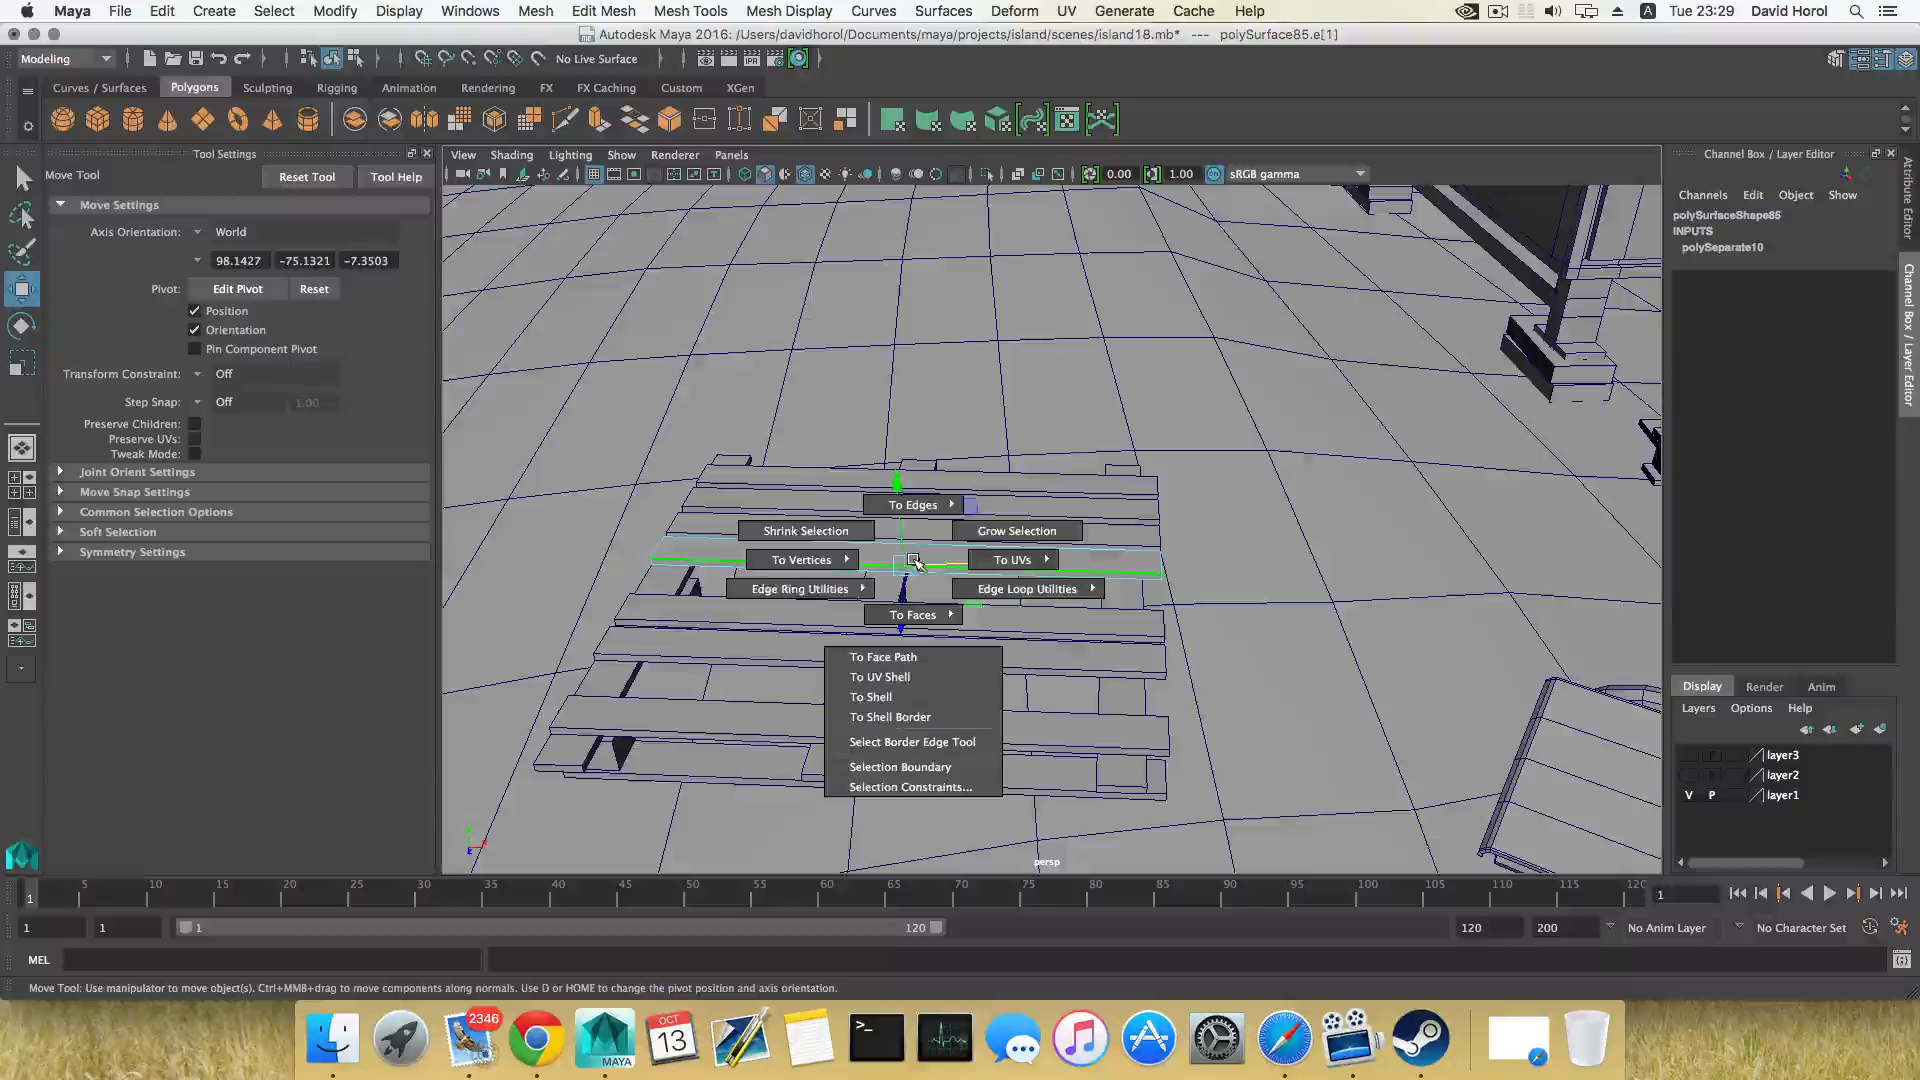 Maya File Edit Create Select Modify Display Windows Mesh Edit Mesh Mesh Tools Mesh Display Curves Surfaces Deform UV Generate Cache Help A Tue 23:29 David Horol
Autodesk Maya 2016: /Users/davidhorol/Documents/maya/projects/island/scenes/island18.mb* --- polySurface85.e[1]
Modeling No Live Surface
Curves / Surfaces Polygons Sculpting Rigging Animation Rendering FX FX Caching Custom XGen
Tool Settings
View Shading Lighting Show Renderer Panels
Channel Box / Layer Editor
Move Tool Reset Tool Tool Help
0.00 1.00 sRGB gamma
Channels Edit Object Show
Move Settings
polySurfaceShape85
INPUTS
polySeparate10
Axis Orientation: World
98.1427 -75.1321 -7.3503
Pivot: Edit Pivot Reset
Position
Orientation
Pin Component Pivot
Transform Constraint: Off
Step Snap: Off 1.00
Preserve Children:
Preserve UVs:
Tweak Mode:
Joint Orient Settings
Move Snap Settings
Common Selection Options
Soft Selection
Symmetry Settings
Attribute Editor
Channel Box / Layer Editor
To Edges
Shrink Selection Grow Selection
To Vertices To UVs
Edge Ring Utilities Edge Loop Utilities
To Faces
To Face Path
To UV Shell
To Shell
To Shell Border
Select Border Edge Tool
Selection Boundary
Selection Constraints...
persp
Display Render Anim
Layers Options Help
layer3
layer2
V P layer1
1 5 10 15 20 25 30 35 40 45 50 55 60 65 70 75 80 85 90 95 100 105 110 115 120 1
1 1 1 120 120 200 No Anim Layer No Character Set
MEL
Move Tool: Use manipulator to move object(s). Ctrl+MMB+drag to move components along normals. Use D or HOME to change the pivot position and axis orientation.
2346
MAYA
OCT
13